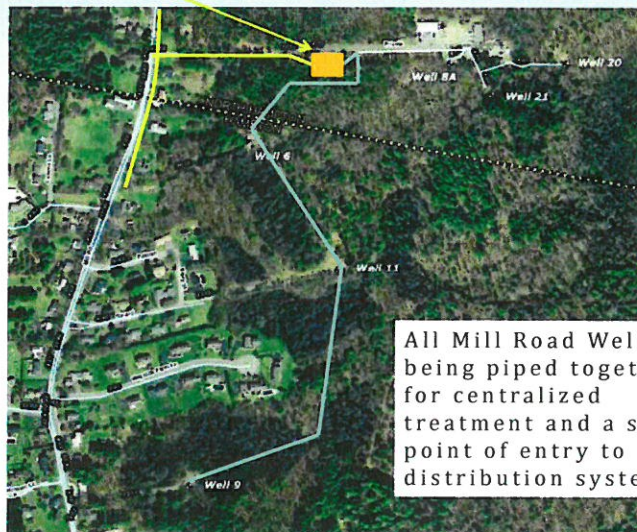 Well 20
Well 8A
Well 21
Well 6
Well 11
Well 9
All Mill Road Wel
being piped toget
for centralized
treatment and a s
point of entry to
distribution syste